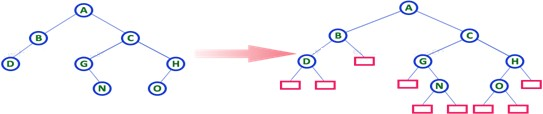 A A
B C B C
D G H D G H
N O N O